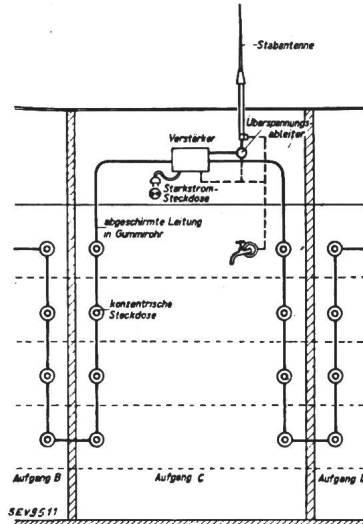 Stabantenne
Überspannungs-
ableiter
Verstärker
Starkstrom-
Steckdose
abgeschirmte Leitung
in Gummirohr
konzentrische
Steckdose
Aufgang B
Aufgang C
Aufgang D
SEV9511